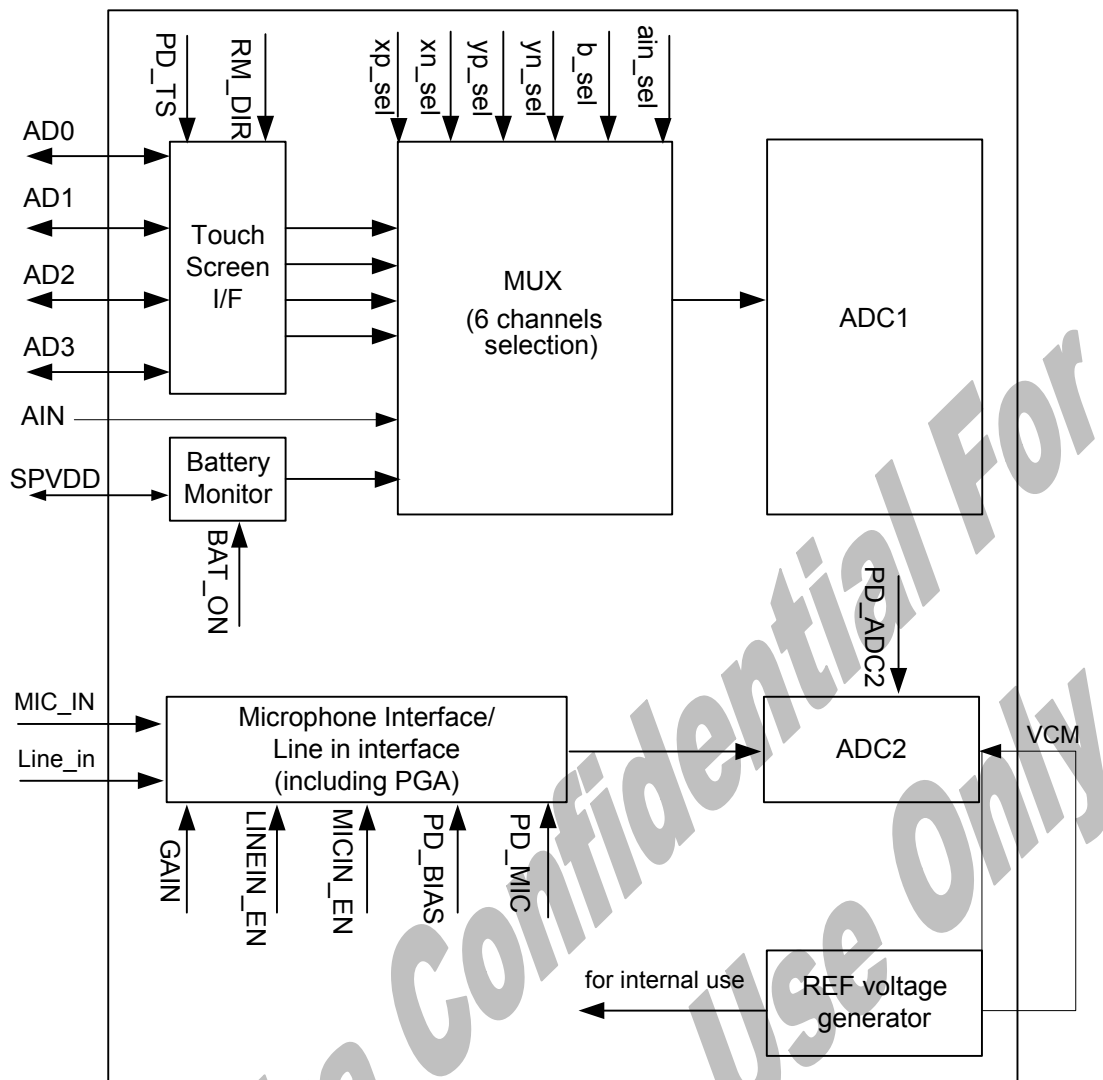 PD_TS
RM_DIR
xp_sel
xn_sel
yp_sel
yn_sel
b_sel
ain_sel
AD0
AD1
AD2
AD3
AIN
SPVDD
Touch
Screen
I/F
MUX
(6 channels
selection)
ADC1
Battery
Monitor
BAT_ON
PD_ADC2
MIC_IN
Line_in
Microphone Interface/
Line in interface
(including PGA)
ADC2
VCM
GAIN
LINEIN_EN
MICIN_EN
PD_BIAS
PD_MIC
for internal use
REF voltage
generator
Confidential For
Use Only